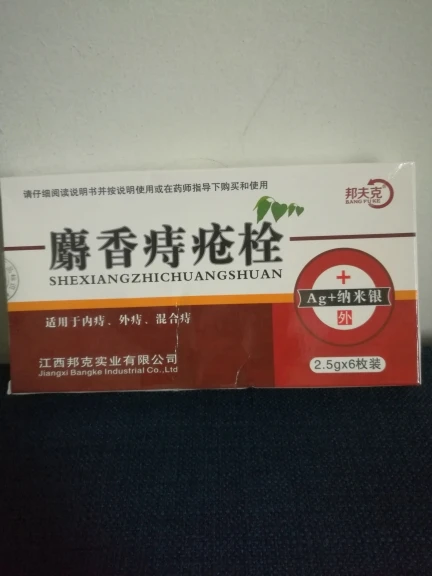 请仔细阅读说明书并按说明使用或在药师指导下购买和使用
邦夫克
BANG FU KE
麝香痔疮栓
SHEXIANGZHICHUANGSHUAN
Ag+纳米银
外
适用于内痔、外痔、混合痔
江西邦克实业有限公司
Jiangxi Bangke Industrial Co.,Ltd
2.5gx6枚装